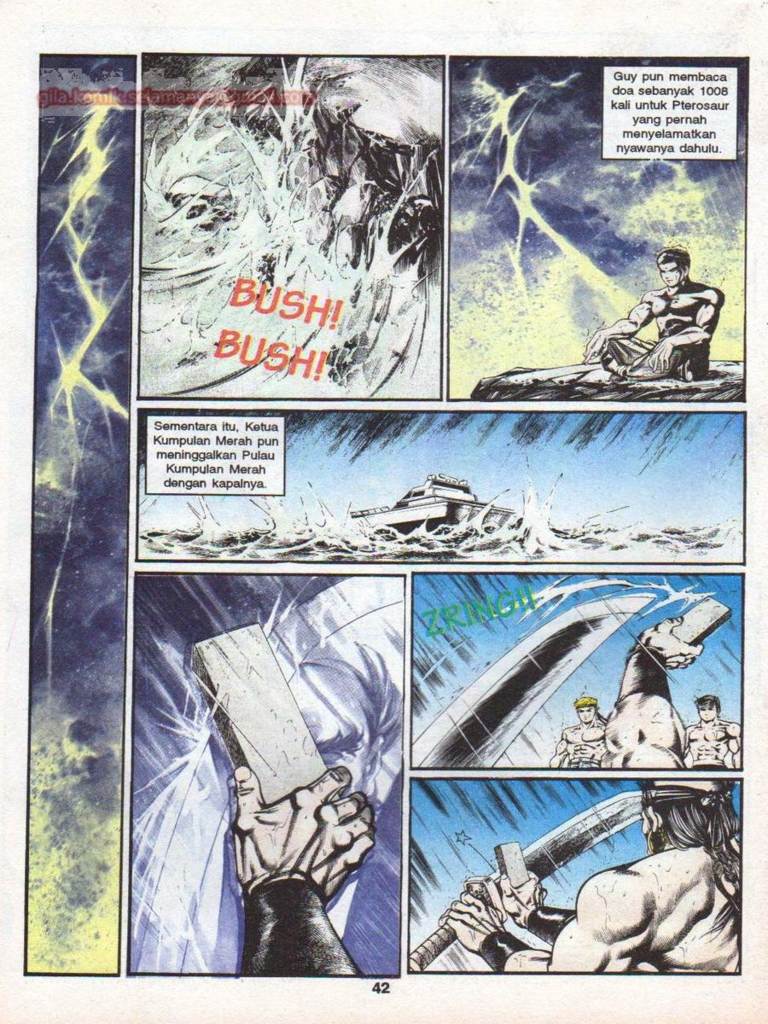 BUSH!
BUSH!
Guy pun membaca
doa sebanyak 1008
kali untuk Pterosaur
yang pernah
menyelamatkan
nyawanya dahulu.
Sementara itu, Ketua
Kumpulan Merah pun
meninggalkan Pulau
Kumpulan Merah
dengan kapalnya.
ZRING!!
42